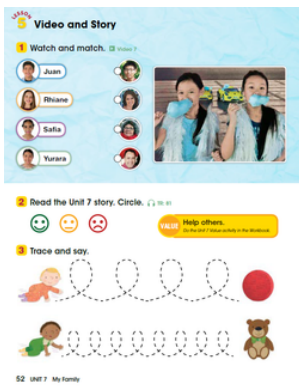 LESSON
5 Video and Story
1 Watch and match. Video 7
Juan
Rhiane
Safia
Yurara
2 Read the Unit 7 story. Circle. TR: 81
VALUE
Help others.
Do the Unit 7 Value activity in the Workbook.
3 Trace and say.
52 UNIT 7 My Family